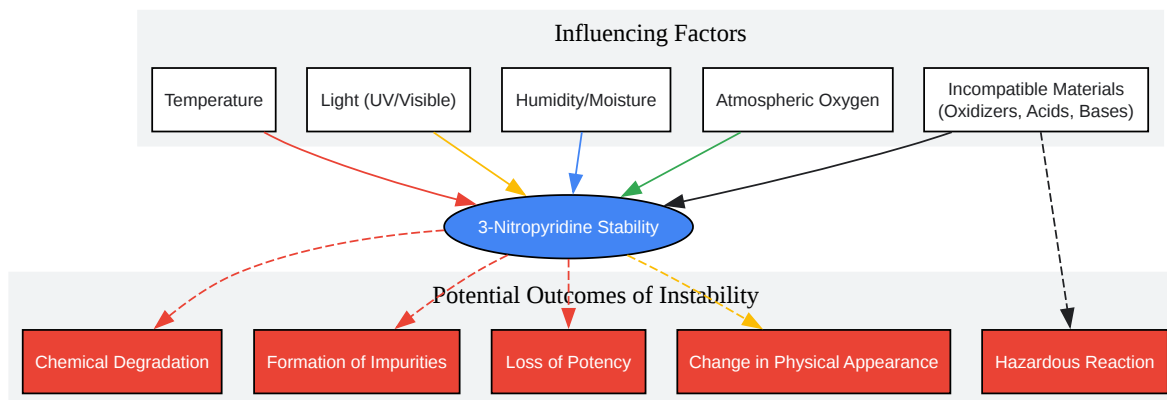 Influencing Factors
Temperature
Light (UV/Visible)
Humidity/Moisture
Atmospheric Oxygen
Incompatible Materials
(Oxidizers, Acids, Bases)
3-Nitropyridine Stability
Potential Outcomes of Instability
Chemical Degradation
Formation of Impurities
Loss of Potency
Change in Physical Appearance
Hazardous Reaction